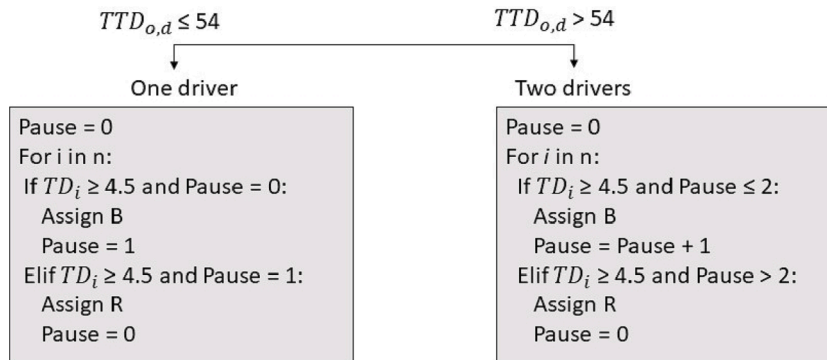 TTD_{o,d} ≤ 54
TTD_{o,d} > 54
One driver
Two drivers
Pause = 0
For i in n:
If TD_i ≥ 4.5 and Pause = 0:
Assign B
Pause = 1
Elif TD_i ≥ 4.5 and Pause = 1:
Assign R
Pause = 0
Pause = 0
For i in n:
If TD_i ≥ 4.5 and Pause ≤ 2:
Assign B
Pause = Pause + 1
Elif TD_i ≥ 4.5 and Pause > 2:
Assign R
Pause = 0